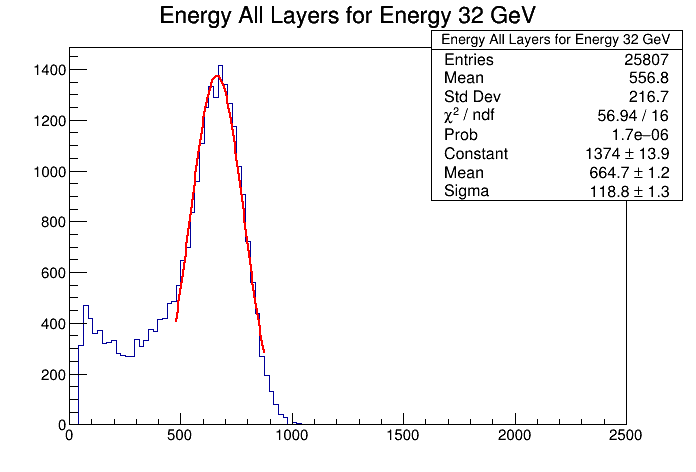 Energy All Layers for Energy 32 GeV
Energy All Layers for Energy 32 GeV
Entries 25807
Mean 556.8
Std Dev 216.7
χ² / ndf 56.94 / 16
Prob 1.7e−06
Constant 1374 ± 13.9
Mean 664.7 ± 1.2
Sigma 118.8 ± 1.3
1400
1200
1000
800
600
400
200
0
0 500 1000 1500 2000 2500